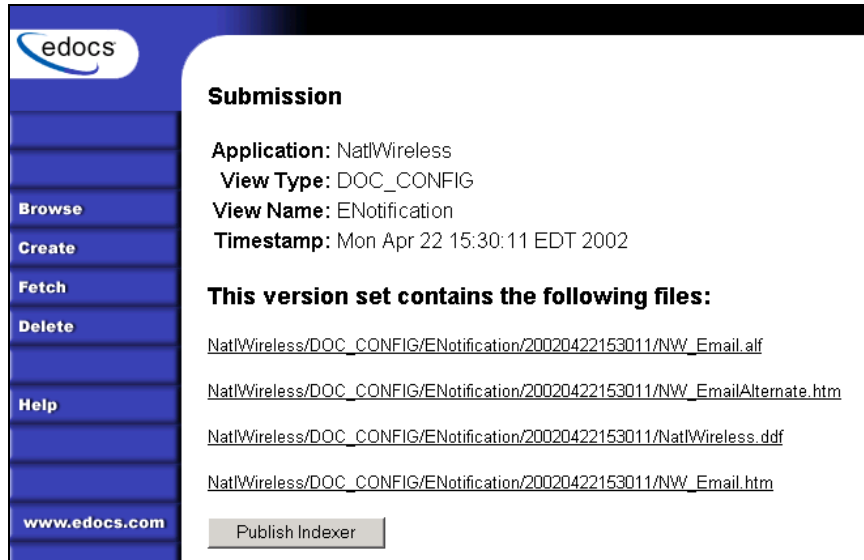 edocs
Browse
Create
Fetch
Delete
Help
www.edocs.com
Submission
Application: NatlWireless
View Type: DOC_CONFIG
View Name: ENotification
Timestamp: Mon Apr 22 15:30:11 EDT 2002
This version set contains the following files:
NatlWireless/DOC_CONFIG/ENotification/20020422153011/NW_Email.alf
NatlWireless/DOC_CONFIG/ENotification/20020422153011/NW_EmailAlternate.htm
NatlWireless/DOC_CONFIG/ENotification/20020422153011/NatlWireless.ddf
NatlWireless/DOC_CONFIG/ENotification/20020422153011/NW_Email.htm
Publish Indexer